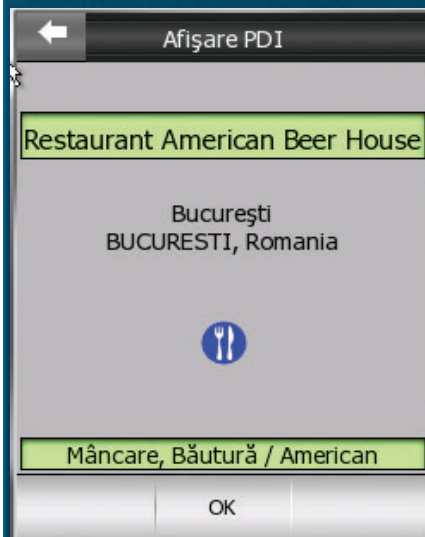 Afişare PDI
Restaurant American Beer House
Bucureşti
BUCURESTI, Romania
Mâncare, Băutură / American
OK